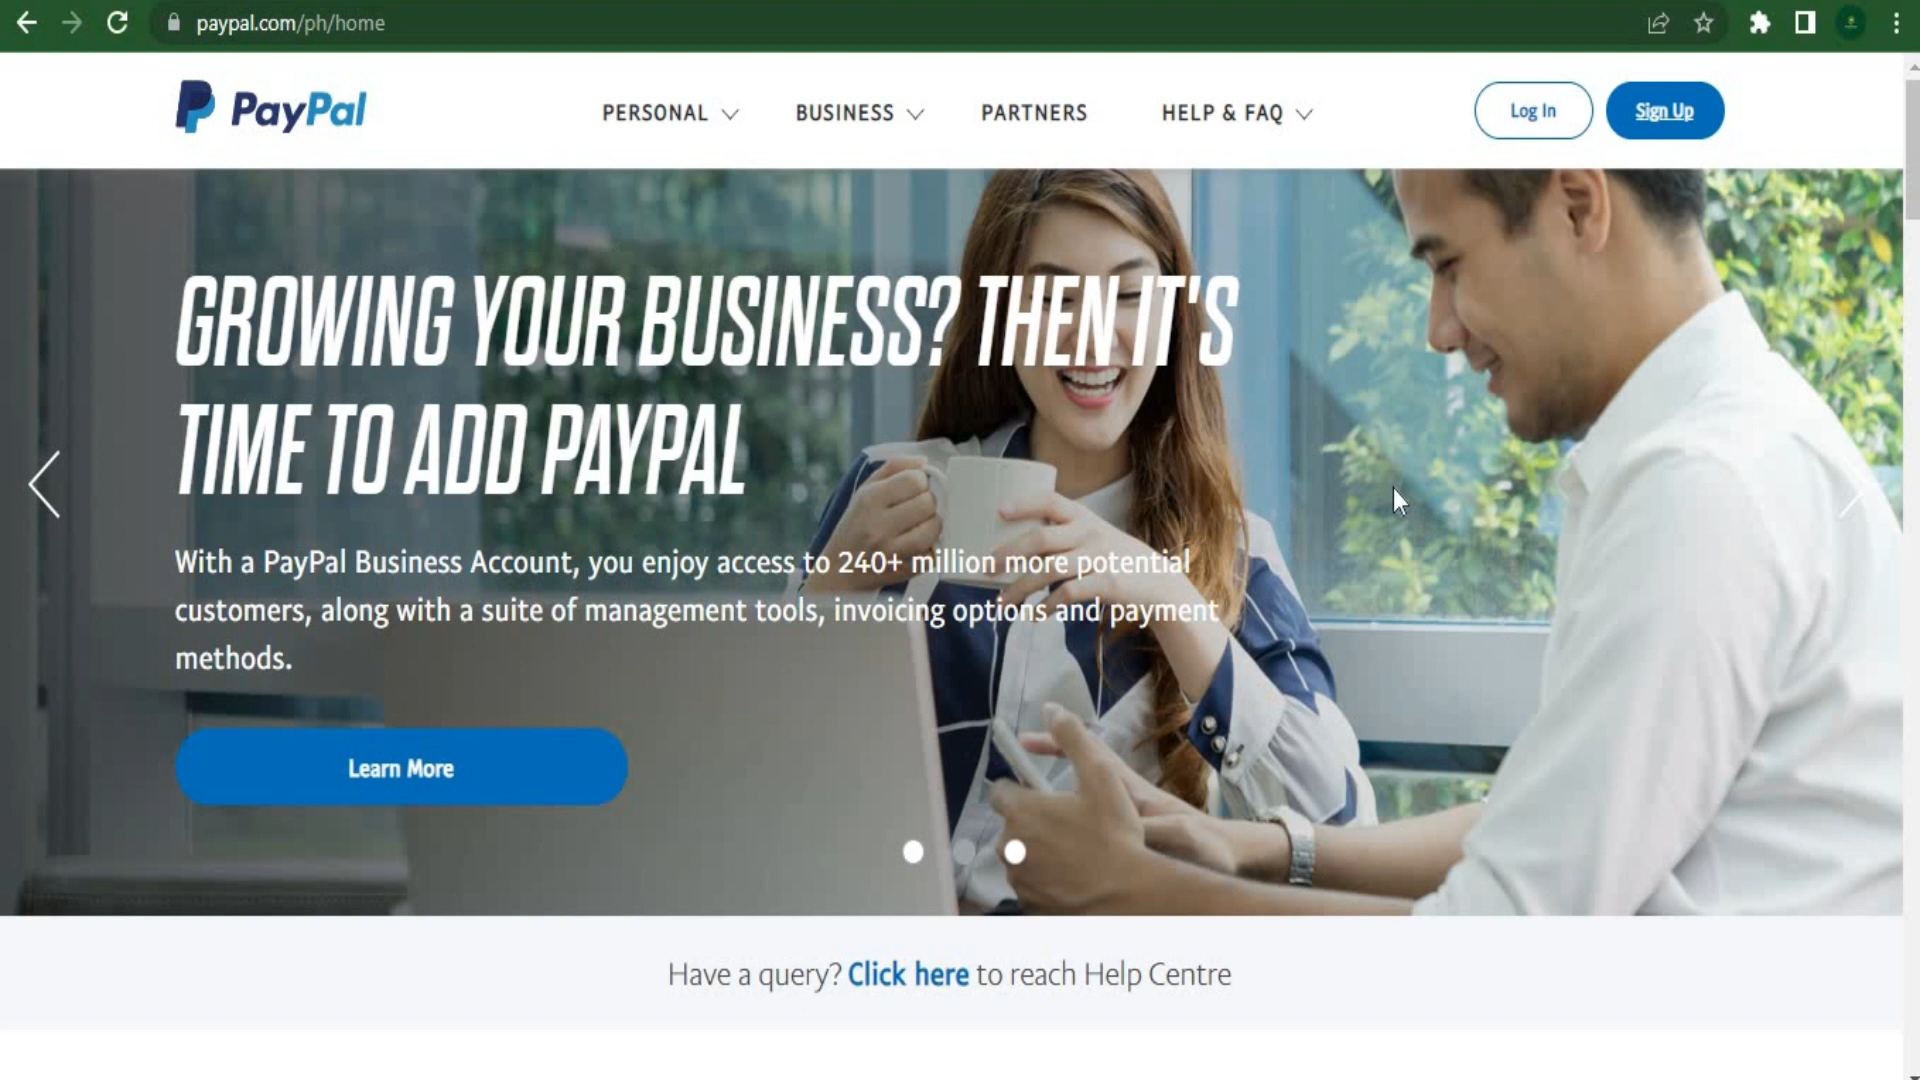 paypal.com/ph/home
PayPal
PERSONAL
BUSINESS
PARTNERS
HELP & FAQ
Log In
Sign Up
GROWING YOUR BUSINESS? THEN IT'S
TIME TO ADD PAYPAL
With a PayPal Business Account, you enjoy access to 240+ million more potential
customers, along with a suite of management tools, invoicing options and payment
methods.
Learn More
Have a query? Click here to reach Help Centre